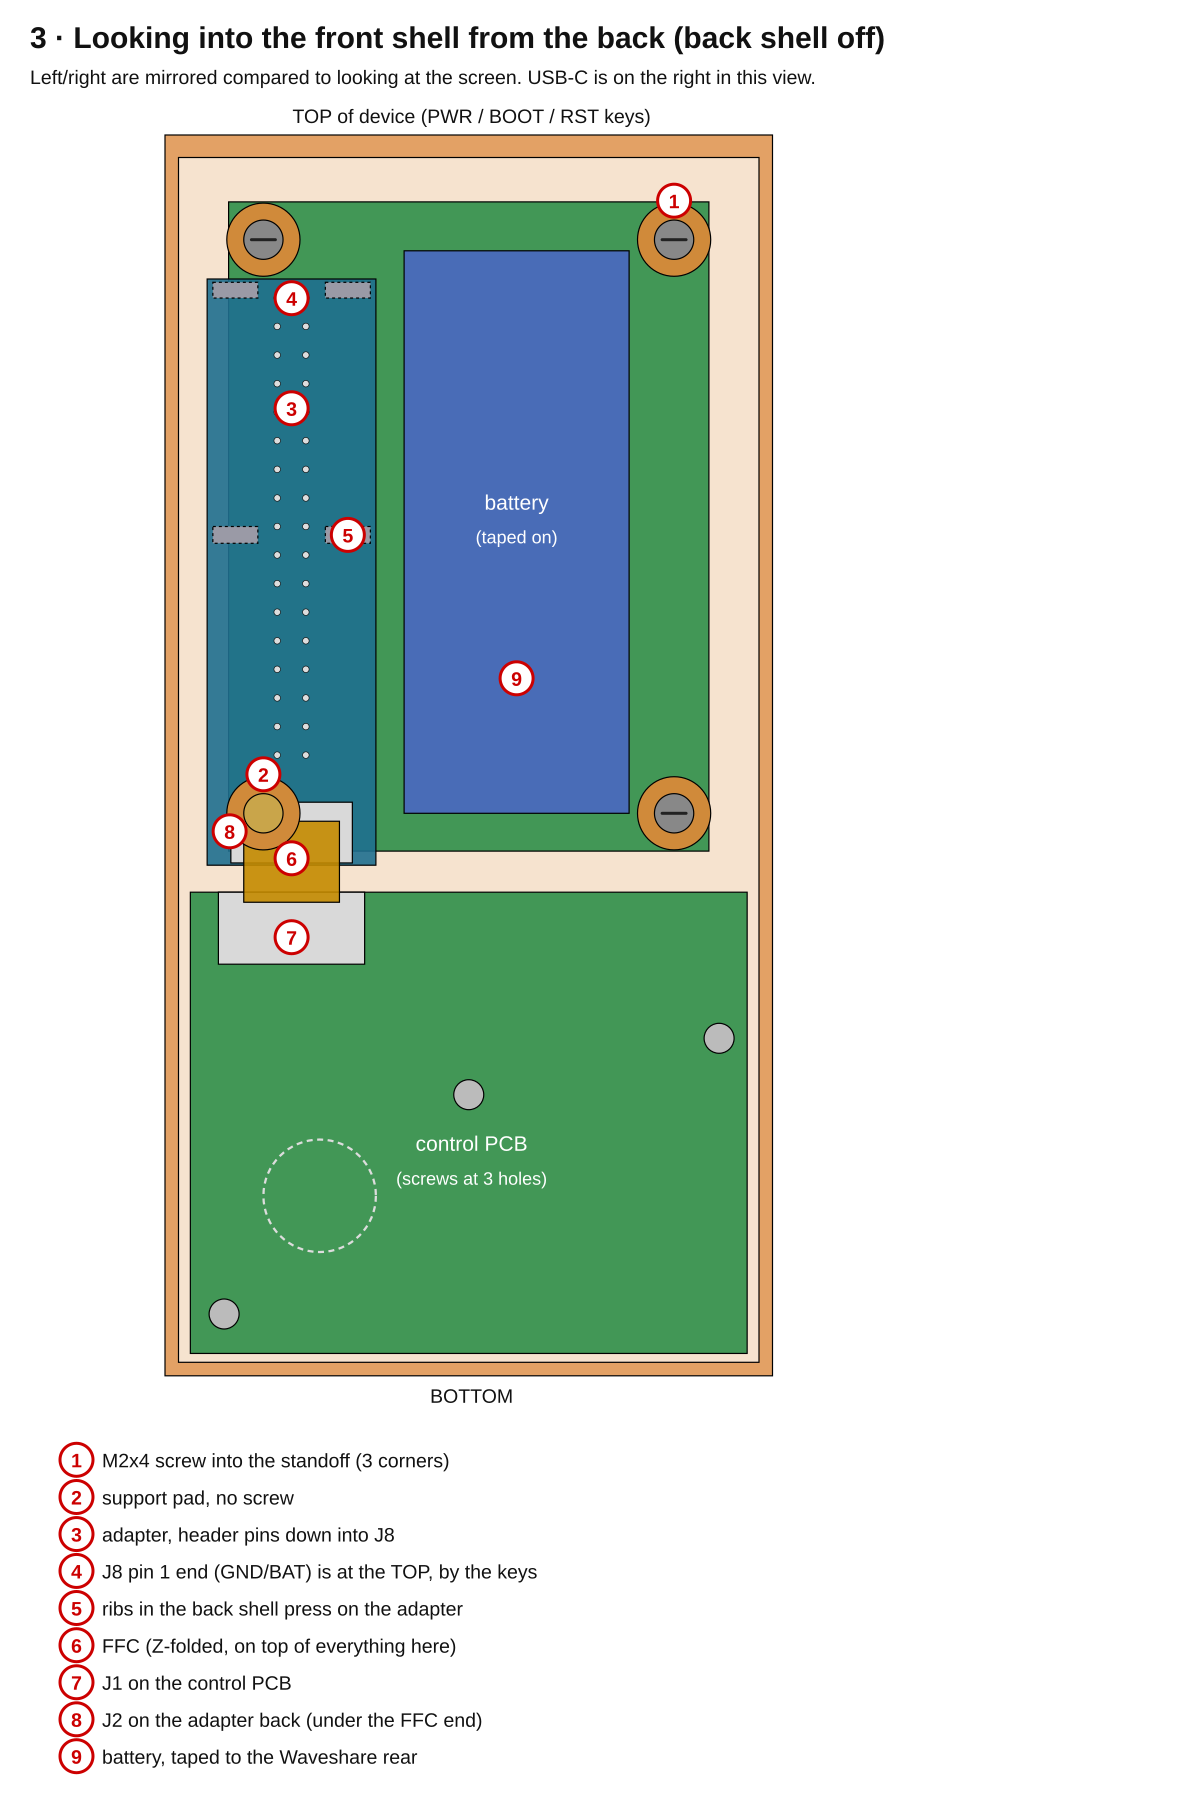 3 · Looking into the front shell from the back (back shell off)
Left/right are mirrored compared to looking at the screen. USB-C is on the right in this view.
TOP of device (PWR / BOOT / RST keys)
1
4
3
battery
5
(taped on)
9
2
8
6
7
control PCB
(screws at 3 holes)
BOTTOM
1 M2x4 screw into the standoff (3 corners)
2 support pad, no screw
3 adapter, header pins down into J8
4 J8 pin 1 end (GND/BAT) is at the TOP, by the keys
5 ribs in the back shell press on the adapter
6 FFC (Z-folded, on top of everything here)
7 J1 on the control PCB
8 J2 on the adapter back (under the FFC end)
9 battery, taped to the Waveshare rear